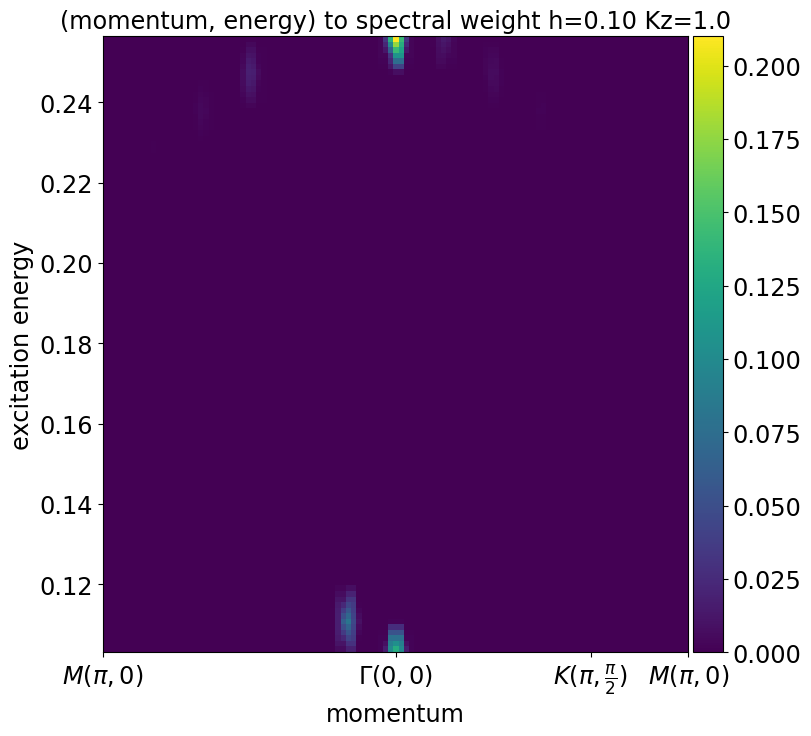 (momentum, energy) to spectral weight h=0.10 Kz=1.0
excitation energy
0.24
0.22
0.20
0.18
0.16
0.14
0.12
0.200
0.175
0.150
0.125
0.100
0.075
0.050
0.025
0.000
M(π, 0)
Γ(0, 0)
K(π, π/2)
M(π, 0)
momentum